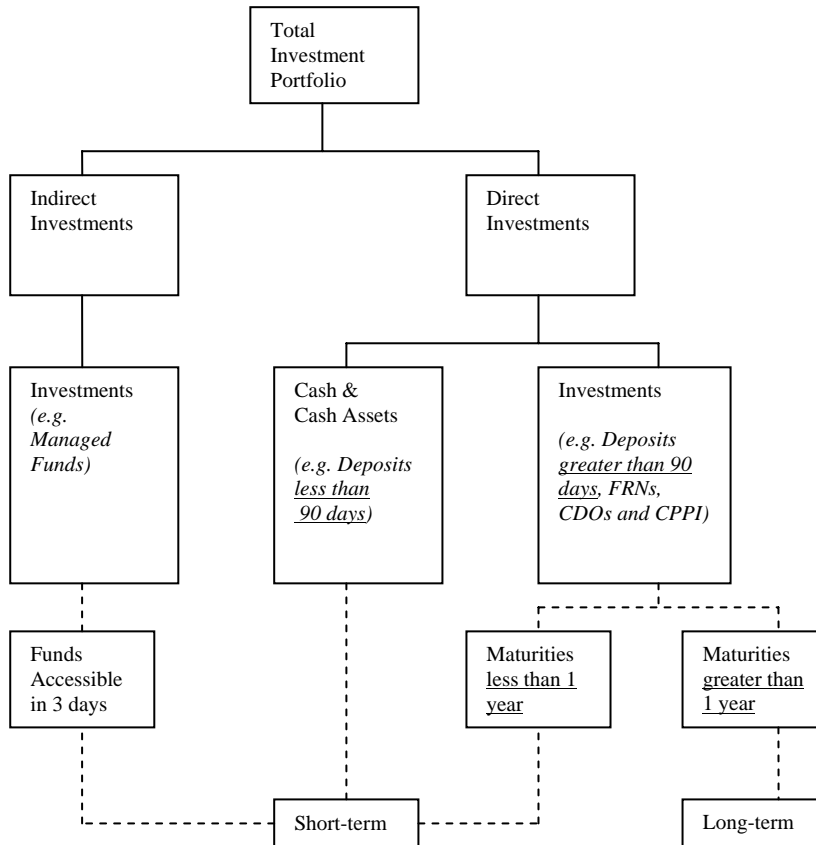 Total
Investment
Portfolio
Indirect
Investments
Direct
Investments
Investments
(e.g.
Managed
Funds)
Cash &
Cash Assets
(e.g. Deposits
less than
90 days)
Investments
(e.g. Deposits
greater than 90
days, FRNs,
CDOs and CPPI)
Funds
Accessible
in 3 days
Maturities
less than 1
year
Maturities
greater than
1 year
Short-term
Long-term